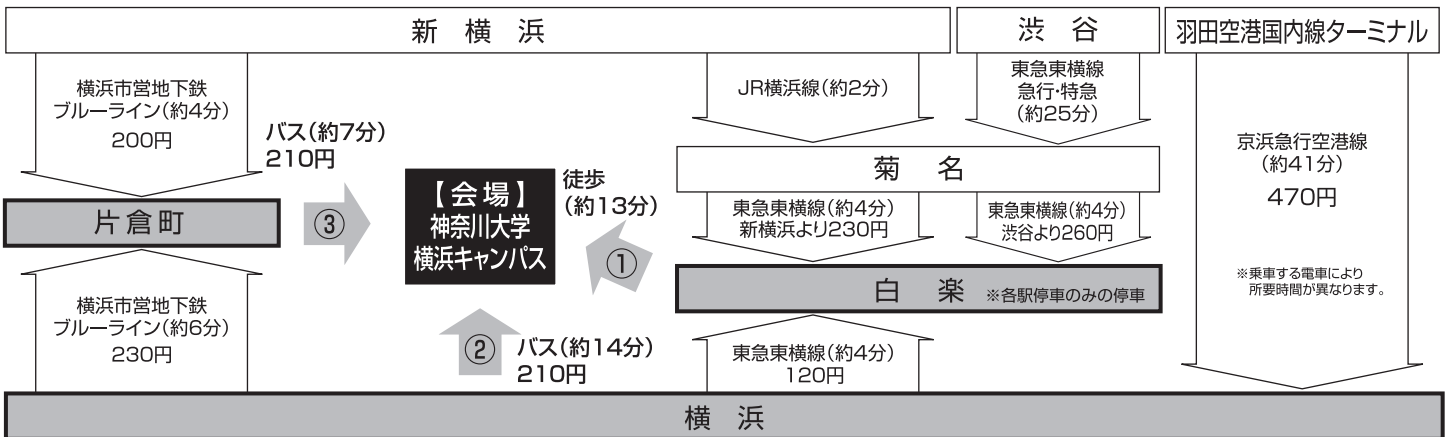 新横浜
渋谷
羽田空港国内線ターミナル
横浜市営地下鉄
ブルーライン(約4分)
200円
バス(約7分)
210円
JR横浜線(約2分)
東急東横線
急行・特急
(約25分)
京浜急行空港線
(約41分)
470円
※乗車する電車により
所要時間が異なります。
菊名
片倉町
③
【会場】
神奈川大学
横浜キャンパス
徒歩
(約13分)
①
東急東横線(約4分)
新横浜より230円
東急東横線(約4分)
渋谷より260円
白楽 ※各駅停車のみの停車
横浜市営地下鉄
ブルーライン(約6分)
230円
②
バス(約14分)
210円
東急東横線(約4分)
120円
横浜